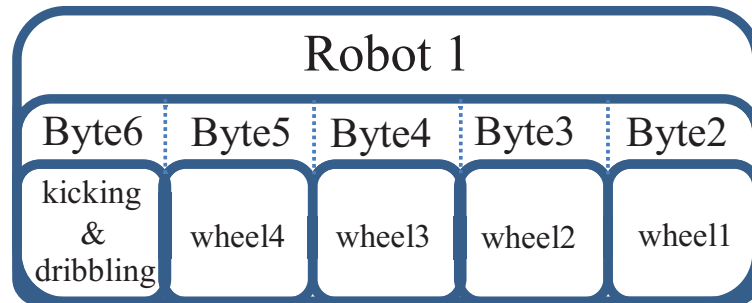 Robot 1
Byte6 Byte5 Byte4 Byte3 Byte2
kicking
&
dribbling
wheel4
wheel3
wheel2
wheel1